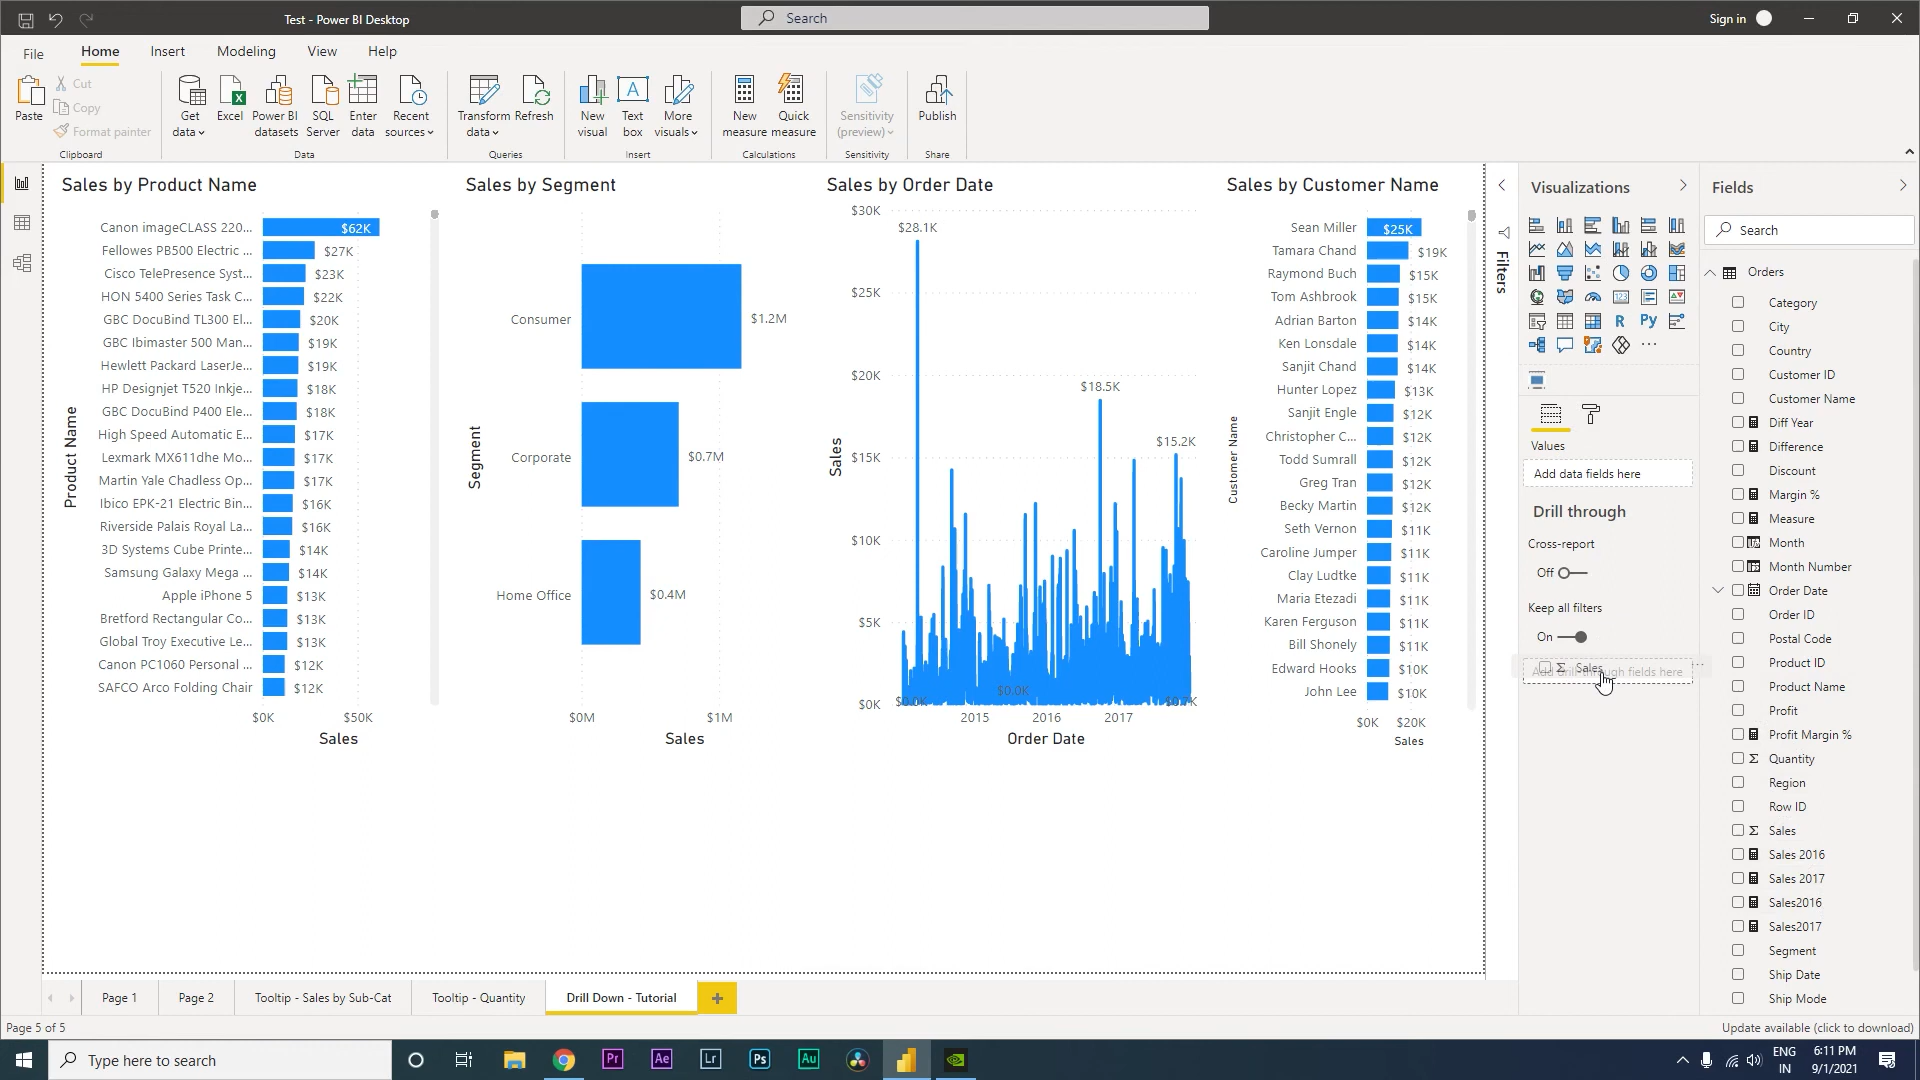 Test - Power BI Desktop
Search
Sign in
File
Home
Insert
Modeling
View
Help
Paste
Cut
Copy
Format painter
Clipboard
Get data
Excel
Power BI datasets
SQL Server
Enter data
Recent sources
Data
Transform data
Refresh
Queries
New visual
Text box
More visuals
Insert
New measure
Quick measure
Calculations
Sensitivity (preview)
Sensitivity
Publish
Share
Sales by Product Name
Product Name
Canon imageCLASS 220... $62K
Fellowes PB500 Electric ... $27K
Cisco TelePresence Syst... $23K
HON 5400 Series Task C... $22K
GBC DocuBind TL300 El... $20K
GBC Ibimaster 500 Man... $19K
Hewlett Packard LaserJe... $19K
HP Designjet T520 Inkje... $18K
GBC DocuBind P400 Ele... $18K
High Speed Automatic E... $17K
Lexmark MX611dhe Mo... $17K
Martin Yale Chadless Op... $17K
Ibico EPK-21 Electric Bin... $16K
Riverside Palais Royal La... $16K
3D Systems Cube Printe... $14K
Samsung Galaxy Mega ... $14K
Apple iPhone 5 $13K
Bretford Rectangular Co... $13K
Global Troy Executive Le... $13K
Canon PC1060 Personal ... $12K
SAFCO Arco Folding Chair $12K
$0K $50K
Sales
Sales by Segment
Segment
Consumer $1.2M
Corporate $0.7M
Home Office $0.4M
$0M $1M
Sales
Sales by Order Date
Sales
$30K
$28.1K
$25K
$20K
$18.5K
$15.2K
$15K
$10K
$5K
$0K
$0.0K
$0.0K
$0.7K
2015 2016 2017
Order Date
Sales by Customer Name
Customer Name
Sean Miller $25K
Tamara Chand $19K
Raymond Buch $15K
Tom Ashbrook $15K
Adrian Barton $14K
Ken Lonsdale $14K
Sanjit Chand $14K
Hunter Lopez $13K
Sanjit Engle $12K
Christopher C... $12K
Todd Sumrall $12K
Greg Tran $12K
Becky Martin $12K
Seth Vernon $11K
Caroline Jumper $11K
Clay Ludtke $11K
Maria Etezadi $11K
Karen Ferguson $11K
Bill Shonely $11K
Edward Hooks $10K
John Lee $10K
$0K $20K
Sales
Filters
Visualizations
R
Py
123
Values
Add data fields here
Drill through
Cross-report
Off
Keep all filters
On
Add drill-through fields here
Σ Sales
Fields
Search
Orders
Category
City
Country
Customer ID
Customer Name
Diff Year
Difference
Discount
Margin %
Measure
Month
Month Number
Order Date
Order ID
Postal Code
Product ID
Product Name
Profit
Profit Margin %
Σ Quantity
Region
Row ID
Σ Sales
Sales 2016
Sales 2017
Sales2016
Sales2017
Segment
Ship Date
Ship Mode
Page 1
Page 2
Tooltip - Sales by Sub-Cat
Tooltip - Quantity
Drill Down - Tutorial
+
Page 5 of 5
Update available (click to download)
Type here to search
Pr
Ae
Lr
Ps
Au
ENG
IN
6:11 PM
9/1/2021